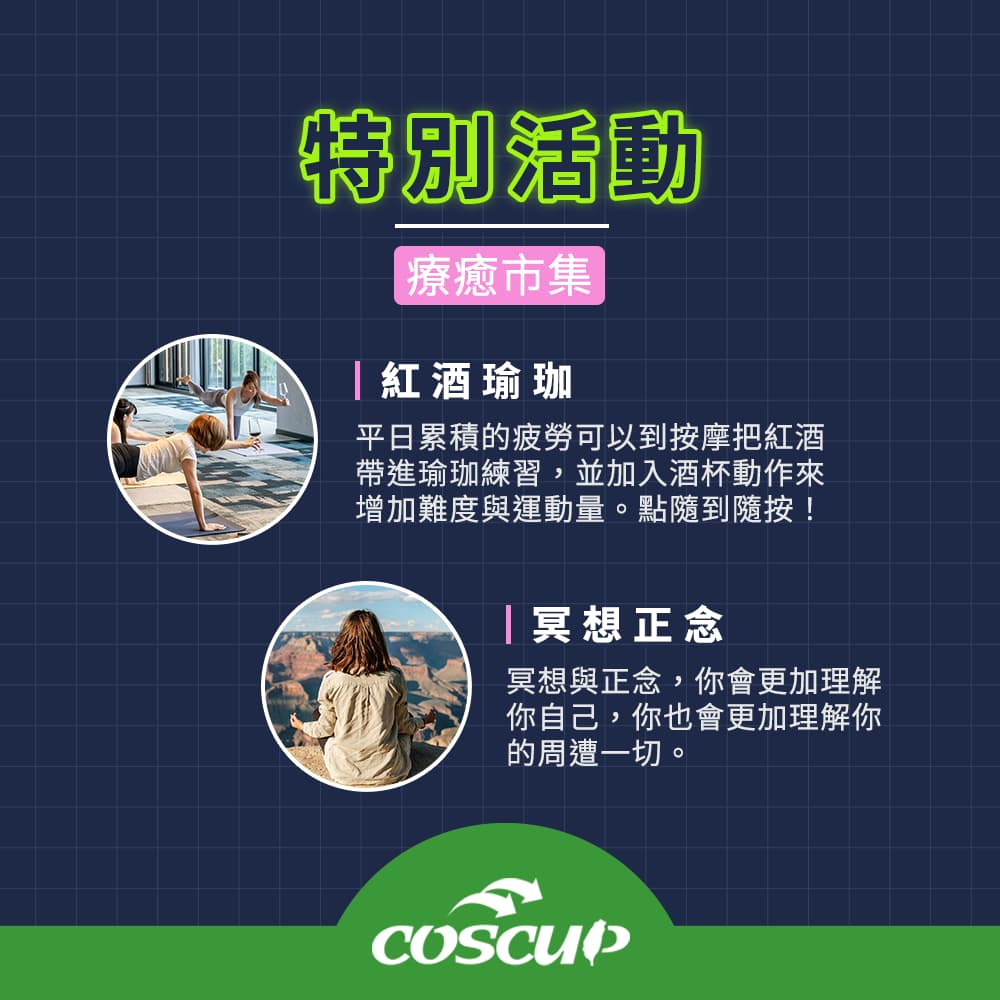 特別活動
療癒市集
紅酒瑜珈
平日累積的疲勞可以到按摩把紅酒
帶進瑜珈練習，並加入酒杯動作來
增加難度與運動量。點隨到隨按！
冥想正念
冥想與正念，你會更加理解
你自己，你也會更加理解你
的周遭一切。
COSCUP